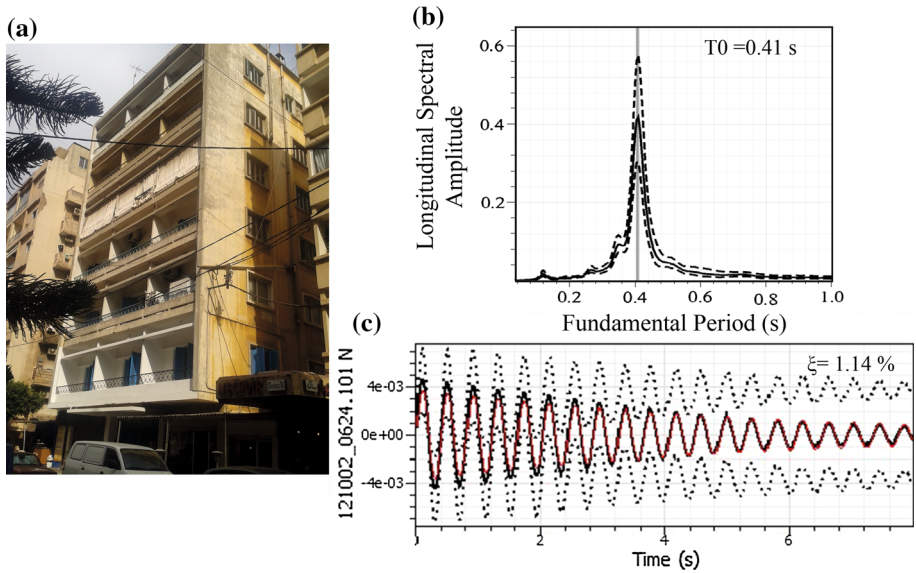 (a)
(b)
Longitudinal Spectral
Amplitude
0.6
0.4
0.2
T0 =0.41 s
0.2 0.4 0.6 0.8 1.0
Fundamental Period (s)
(c)
121002_0624.101 N
4e-03
0e+00
-4e-03
ξ= 1.14 %
2 4 6
Time (s)